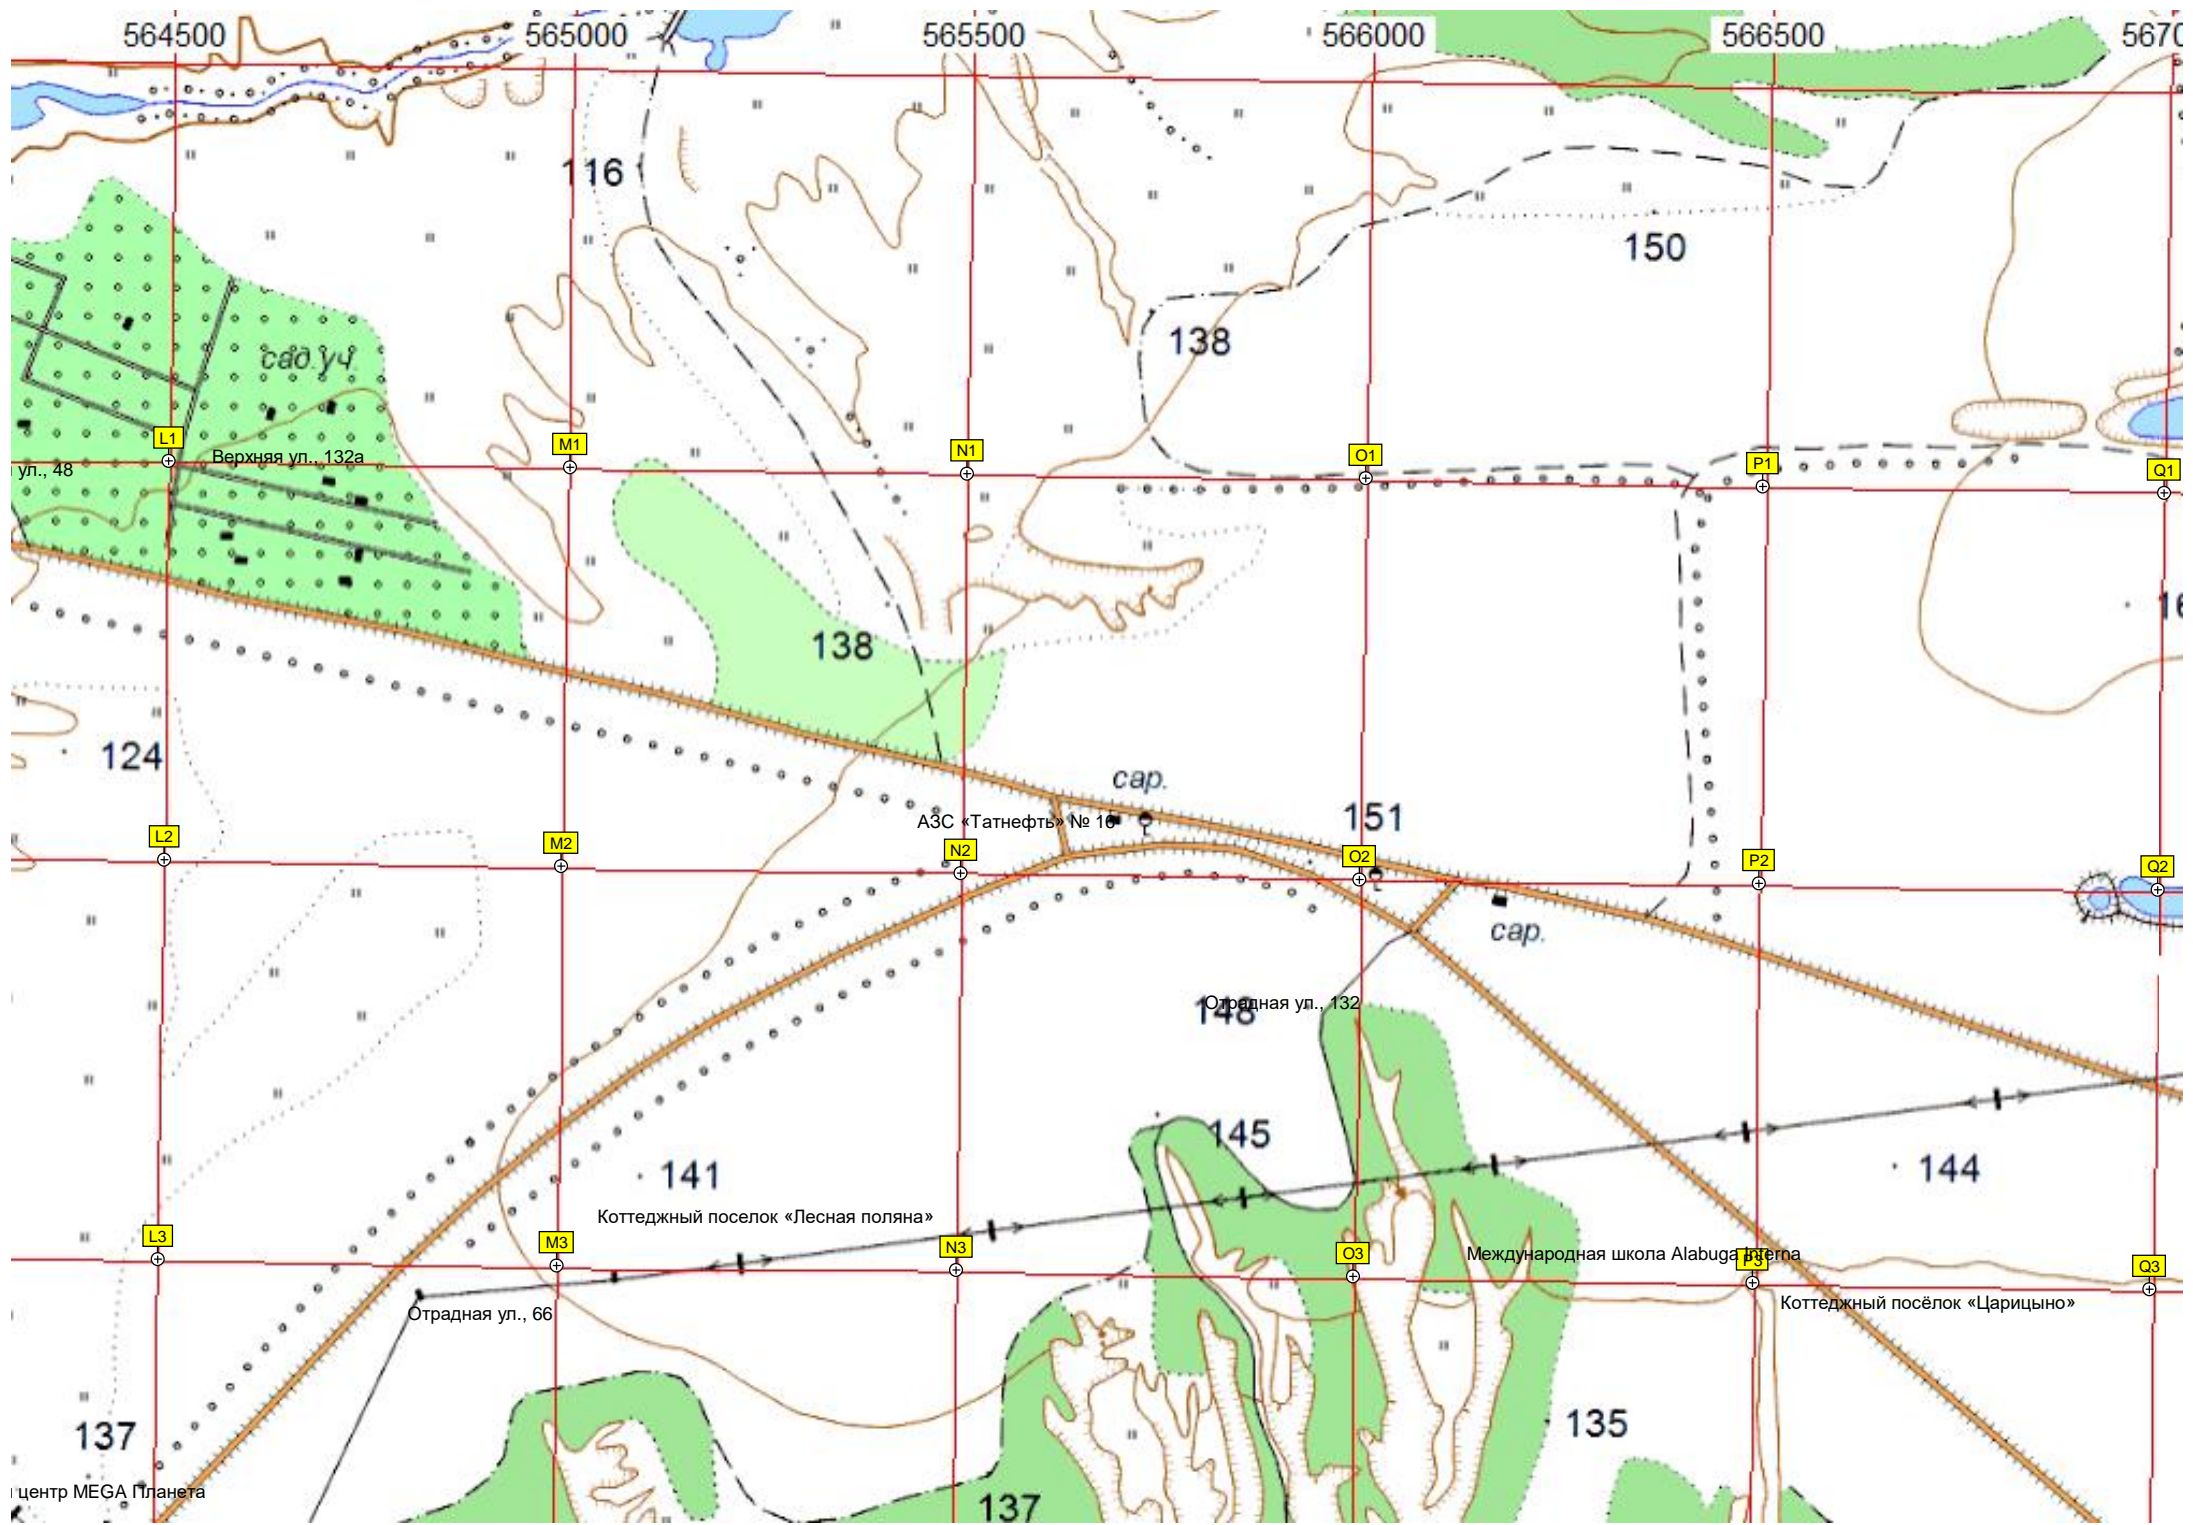 564500 565000 565500 566000 566500 5670
116
150
138
сад.уч.
L1 M1 N1 O1 P1 Q1
Верхняя ул., 132а
ул., 48
16
138
124
сар.
151
АЗС «Татнефть» № 16
L2 M2 N2 O2 P2 Q2
сар.
148
Отрадная ул., 132
145
141
144
Коттеджный поселок «Лесная поляна»
L3 M3 N3 O3 P3 Q3
Международная школа Alabuga Interna
Коттеджный посёлок «Царицыно»
Отрадная ул., 66
137
135
центр MEGA Планета
137